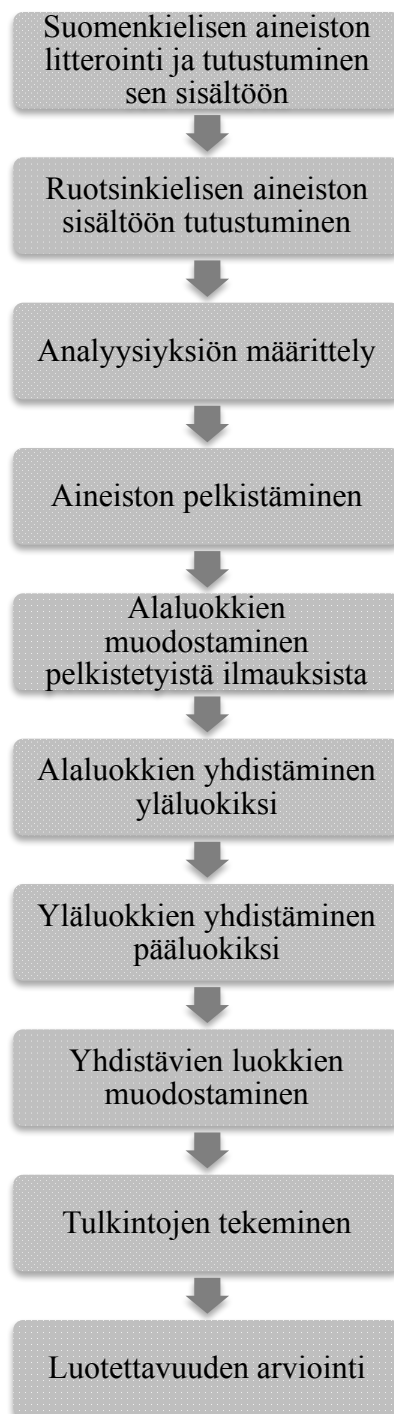 Suomenkielisen aineiston
litterointi ja tutustuminen
sen sisältöön
Ruotsinkielisen aineiston
sisältöön tutustuminen
Analyysiyksiön määrittely
Aineiston pelkistäminen
Alaluokkien
muodostaminen
pelkistetyistä ilmauksista
Alaluokkien yhdistäminen
yläluokiksi
Yläluokkien yhdistäminen
pääluokiksi
Yhdistävien luokkien
muodostaminen
Tulkintojen tekeminen
Luotettavuuden arviointi